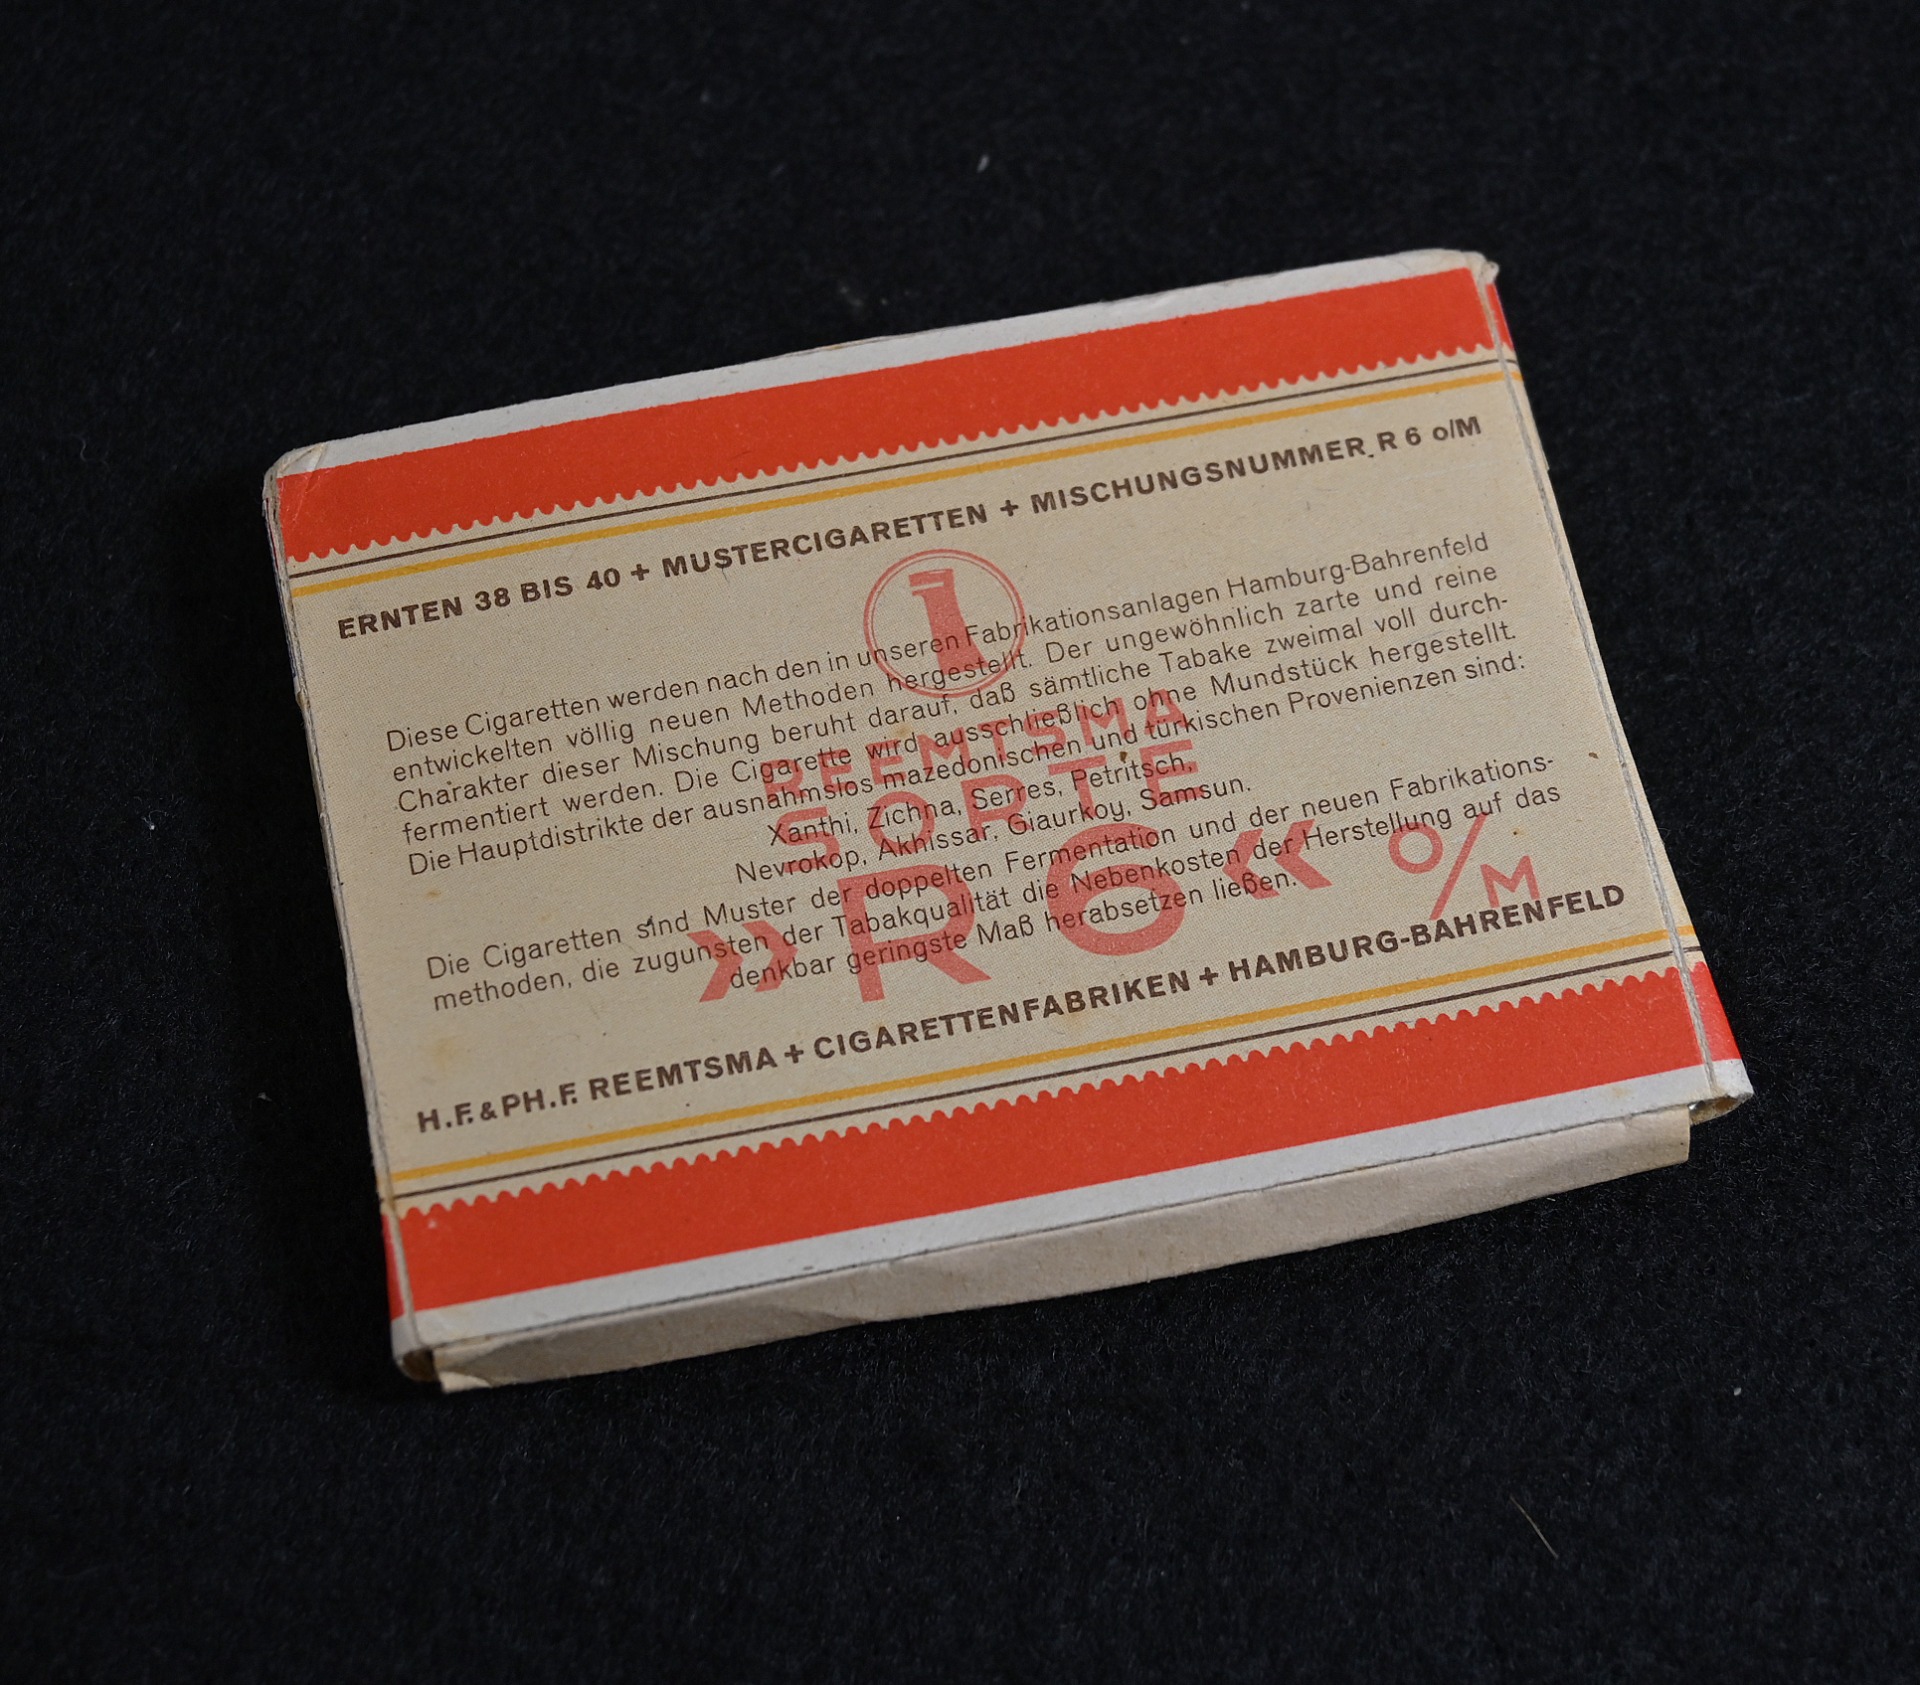 ERNTEN 38 BIS 40 + MUSTERCIGARETTEN + MISCHUNGSNUMMER R 6 o/M
Diese Cigaretten werden nach den in unseren Fabrikationsanlagen Hamburg-Bahrenfeld
entwickelten völlig neuen Methoden hergestellt. Der ungewöhnlich zarte und reine
Charakter dieser Mischung beruht darauf, daß sämtliche Tabake zweimal voll durch-
fermentiert werden. Die Cigarette wird ausschließlich ohne Mundstück hergestellt.
Die Hauptdistrikte der ausnahmslos mazedonischen und türkischen Provenienzen sind:
Xanthi, Zichna, Serres, Petritsch,
Nevrokop, Akhissar, Giaurkoy, Samsun.
Die Cigaretten sind Muster der doppelten Fermentation und der neuen Fabrikations-
methoden, die zugunsten der Tabakqualität die Nebenkosten der Herstellung auf das
denkbar geringste Maß herabsetzen ließen.
REEMTSMA
SORTE
»R6« o/M
H.F. & PH.F. REEMTSMA + CIGARETTENFABRIKEN + HAMBURG-BAHRENFELD